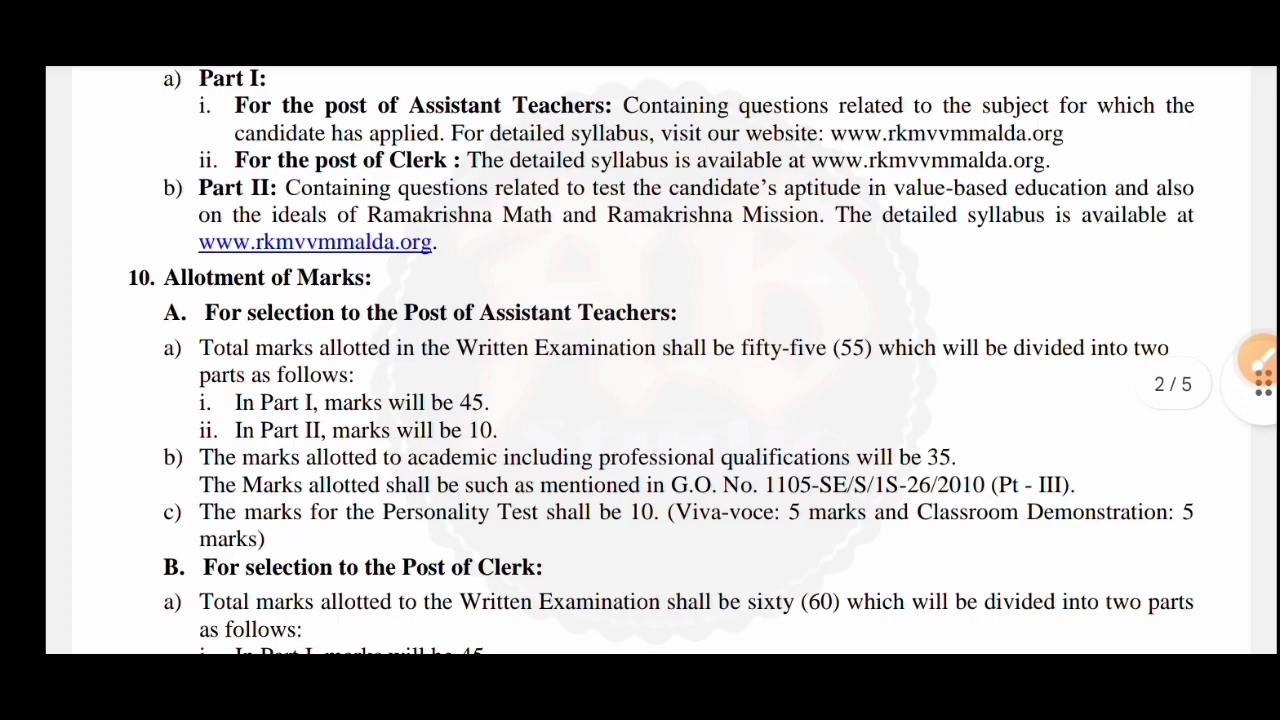 a) Part I:
i. For the post of Assistant Teachers: Containing questions related to the subject for which the
candidate has applied. For detailed syllabus, visit our website: www.rkmvvmmalda.org
ii. For the post of Clerk : The detailed syllabus is available at www.rkmvvmmalda.org.
b) Part II: Containing questions related to test the candidate's aptitude in value-based education and also
on the ideals of Ramakrishna Math and Ramakrishna Mission. The detailed syllabus is available at
www.rkmvvmmalda.org.
10. Allotment of Marks:
A. For selection to the Post of Assistant Teachers:
a) Total marks allotted in the Written Examination shall be fifty-five (55) which will be divided into two
parts as follows:
2 / 5
i. In Part I, marks will be 45.
ii. In Part II, marks will be 10.
b) The marks allotted to academic including professional qualifications will be 35.
The Marks allotted shall be such as mentioned in G.O. No. 1105-SE/S/1S-26/2010 (Pt - III).
c) The marks for the Personality Test shall be 10. (Viva-voce: 5 marks and Classroom Demonstration: 5
marks)
B. For selection to the Post of Clerk:
a) Total marks allotted to the Written Examination shall be sixty (60) which will be divided into two parts
as follows:
i. In Part I, marks will be 45